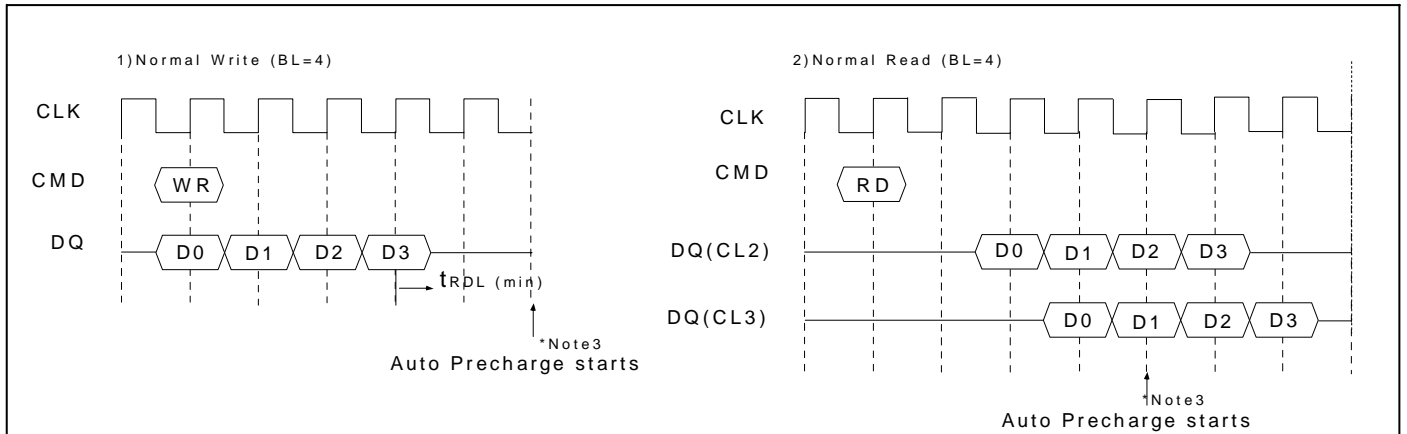 1)Normal Write (BL=4)
CLK
CMD
WR
DQ
D0 D1 D2 D3
tRDL (min)
*Note3
Auto Precharge starts
2)Normal Read (BL=4)
CLK
CMD
RD
DQ(CL2)
D0 D1 D2 D3
DQ(CL3)
D0 D1 D2 D3
*Note3
Auto Precharge starts